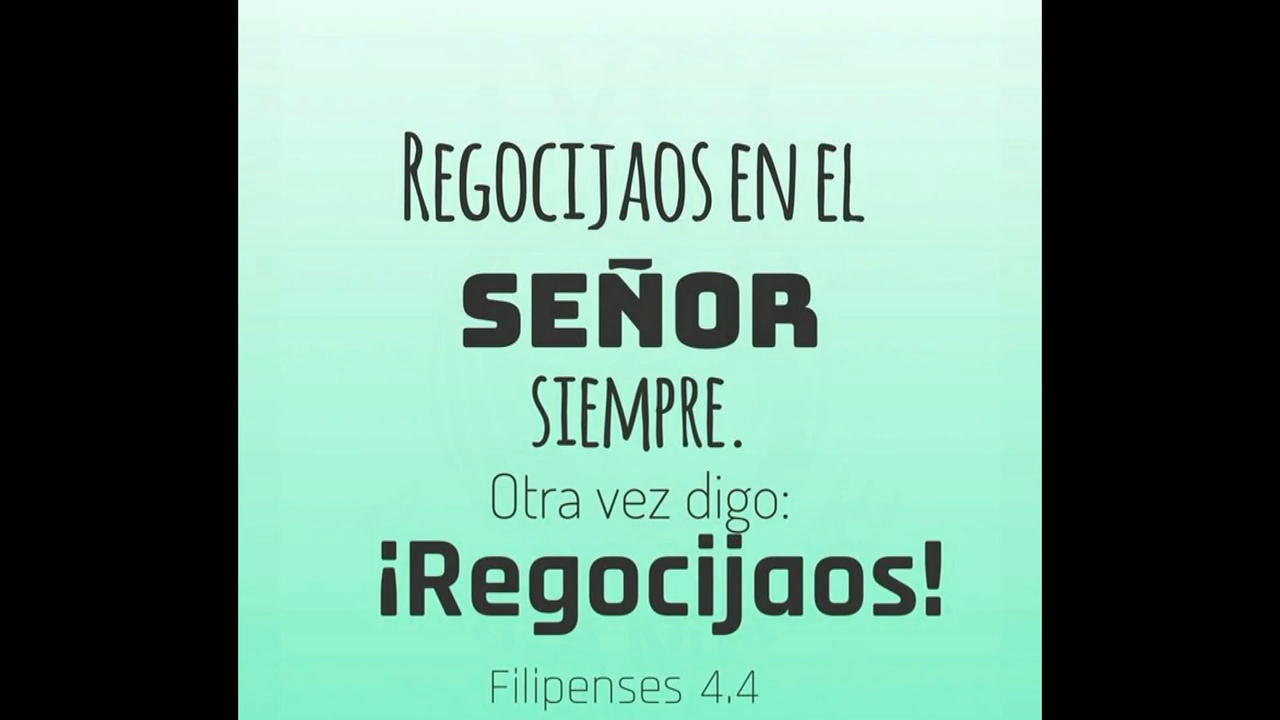 REGOCIJAOS EN EL
SEÑOR
SIEMPRE.
Otra vez digo:
¡Regocijaos!
Filipenses 4.4